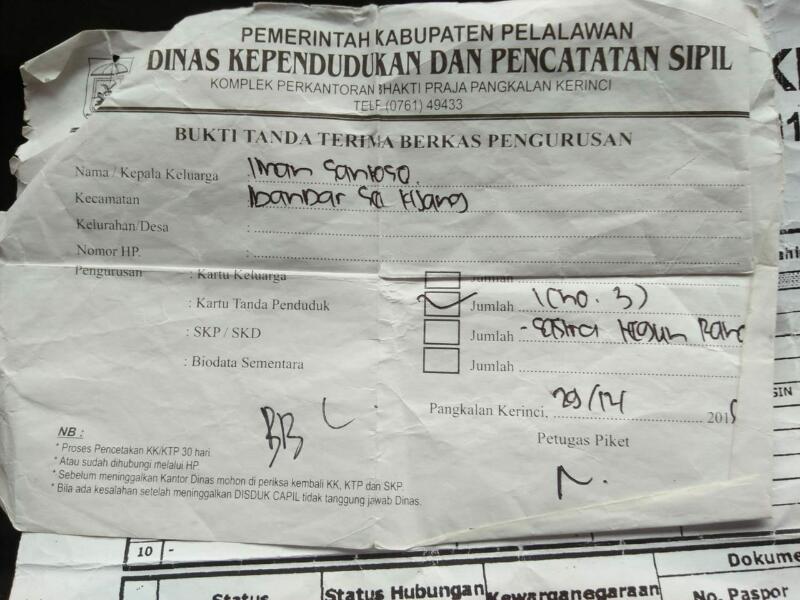 PEMERINTAH KABUPATEN PELALAWAN
DINAS KEPENDUDUKAN DAN PENCATATAN SIPIL
KOMPLEK PERKANTORAN BHAKTI PRAJA PANGKALAN KERINCI
TELF. (0761) 49433
BUKTI TANDA TERIMA BERKAS PENGURUSAN
Nama / Kepala Keluarga : Iman Santoso
Kecamatan : Bandar Sei Kijang
Kelurahan/Desa :
Nomor HP. :
Pengurusan : Kartu Keluarga Jumlah
: Kartu Tanda Penduduk Jumlah 1 (no. 3)
: SKP / SKD Jumlah -
: Biodata Sementara Jumlah
Pangkalan Kerinci, 29/12 2015
Petugas Piket
NB :
* Proses Pencetakan KK/KTP 30 hari
* Atau sudah dihubungi melalui HP
* Sebelum meninggalkan Kantor Dinas mohon di periksa kembali KK, KTP dan SKP.
* Bila ada kesalahan setelah meninggalkan DISDUK CAPIL tidak tanggung jawab Dinas.
10 -
Dokume
Status Status Hubungan Kewarganegaraan No. Paspor